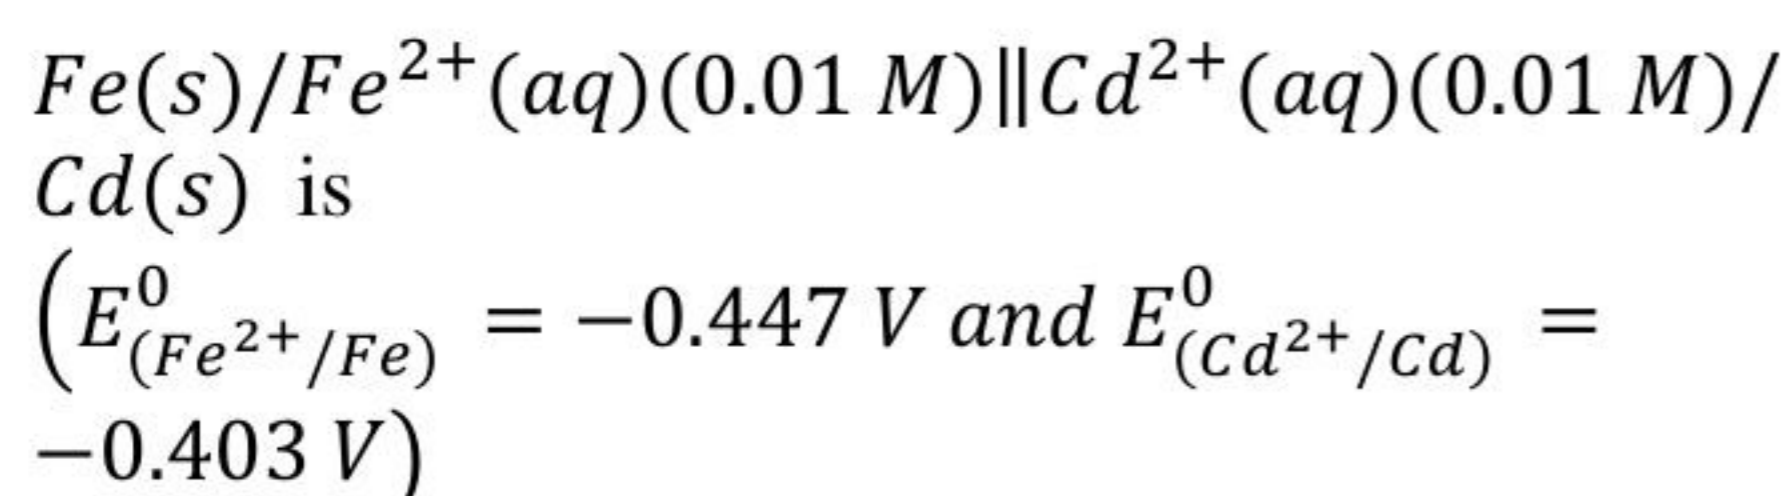 Fe(s)/Fe²⁺(aq)(0.01 M)||Cd²⁺(aq)(0.01 M)/
Cd(s) is
(E⁰₍Fe²⁺/Fe₎ = −0.447 V and E⁰₍Cd²⁺/Cd₎ =
−0.403 V)